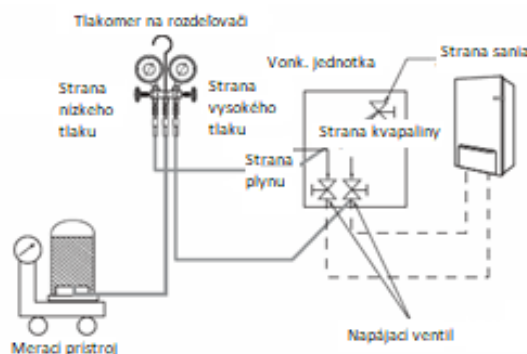 Tlakomer na rozdeľovači
Strana
nízkeho
tlaku
Strana
vysokého
tlaku
Vonk. jednotka
Strana sania
Strana kvapaliny
Strana
plynu
Napájací ventil
Merací prístroj